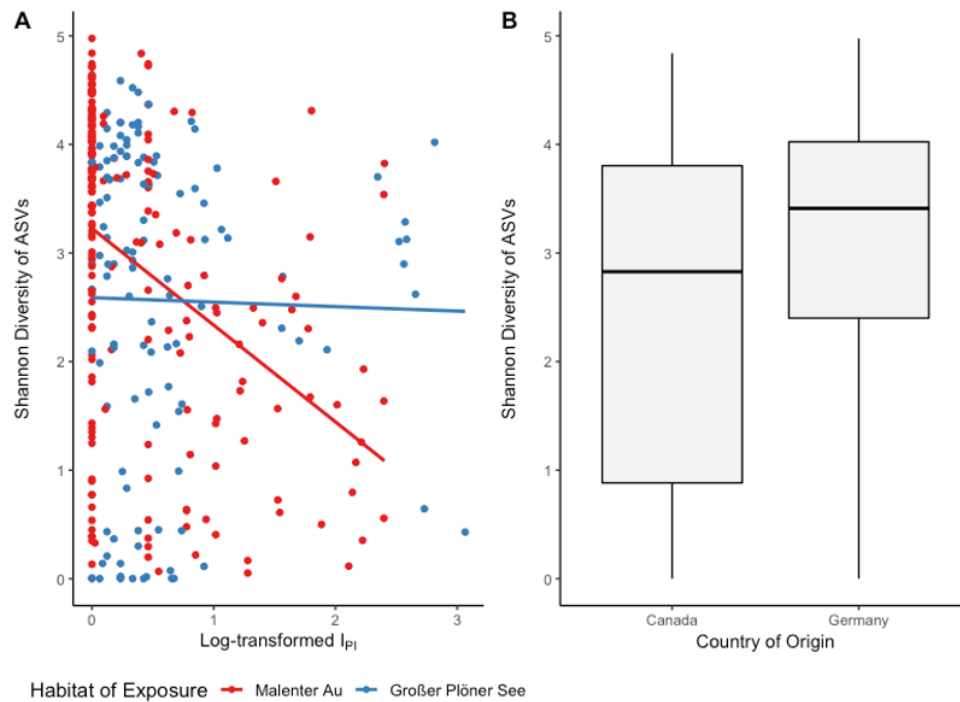 A
Shannon Diversity of ASVs
5
4
3
2
1
0
0 1 2 3
Log-transformed I_PI
B
Shannon Diversity of ASVs
5
4
3
2
1
0
Canada Germany
Country of Origin
Habitat of Exposure Malenter Au Großer Plöner See